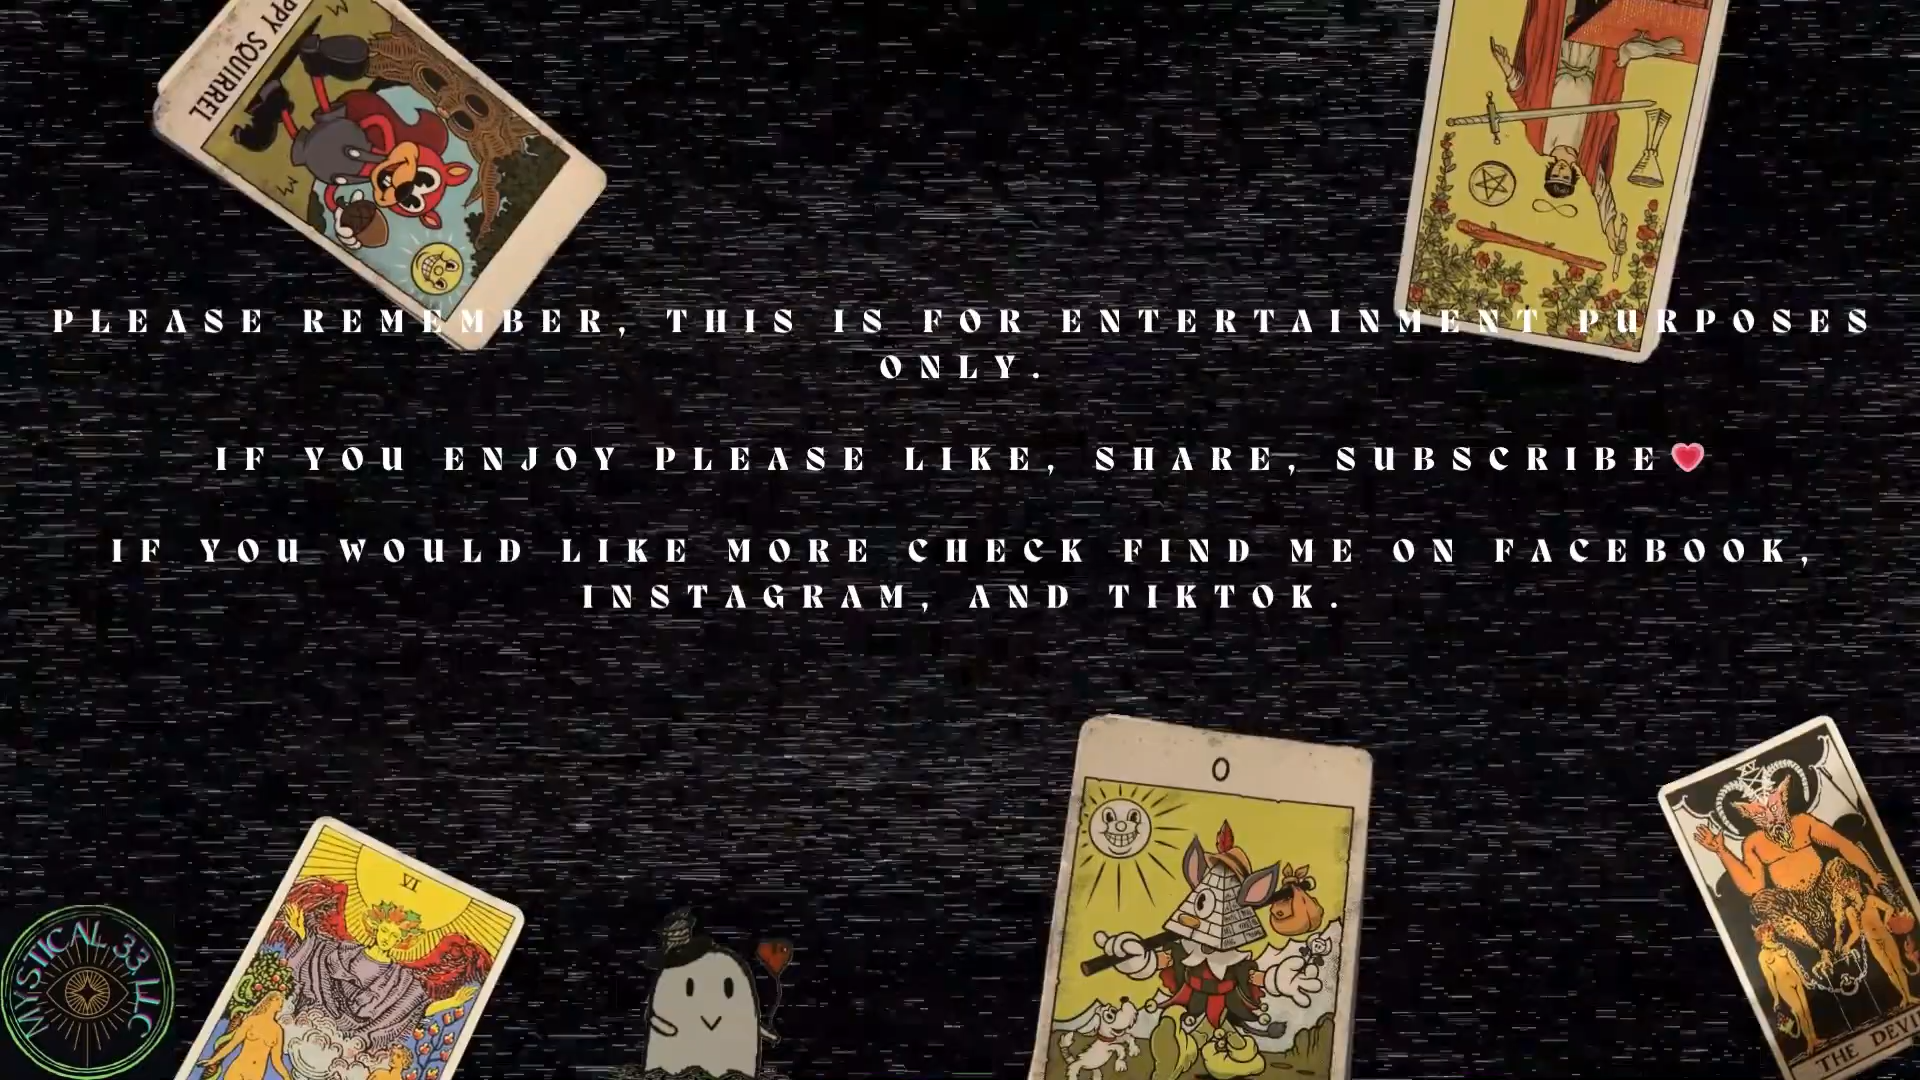 PPY SQUIRREL
PLEASE REMEMBER, THIS IS FOR ENTERTAINMENT PURPOSES
ONLY.
IF YOU ENJOY PLEASE LIKE, SHARE, SUBSCRIBE
IF YOU WOULD LIKE MORE CHECK FIND ME ON FACEBOOK,
INSTAGRAM, AND TIKTOK.
0
VI
XV
MYSTICAL 33 LLC
THE DEVI